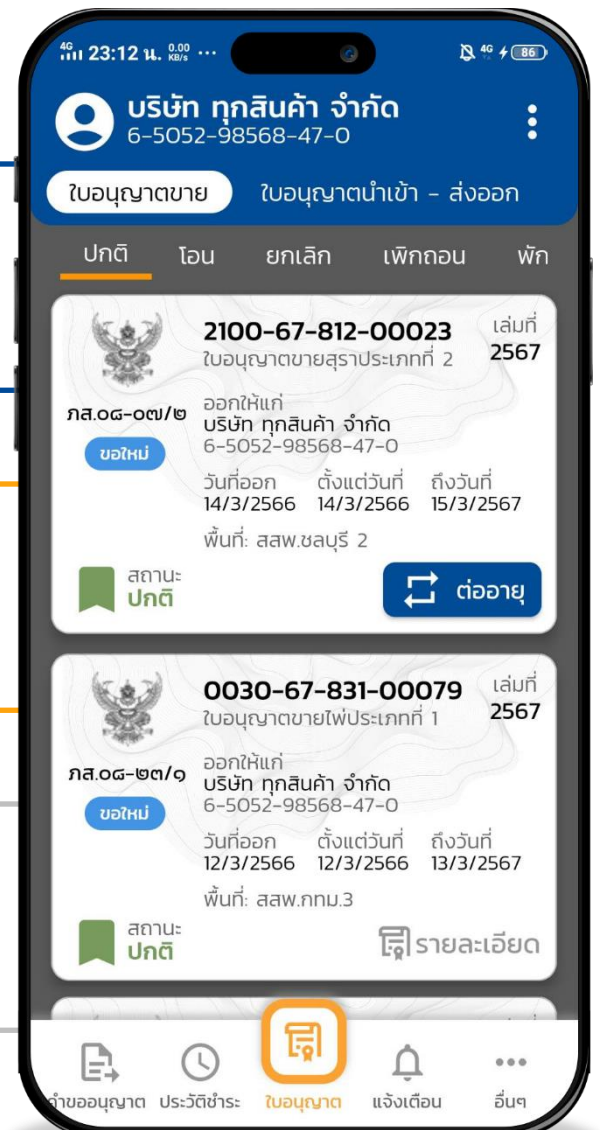 4G 23:12 น. 0.00 KB/s ··· 4G 86
บริษัท ทุกสินค้า จำกัด
6-5052-98568-47-0
ใบอนุญาตขาย ใบอนุญาตนำเข้า - ส่งออก
ปกติ โอน ยกเลิก เพิกถอน พัก
2100-67-812-00023 เล่มที่
ใบอนุญาตขายสุราประเภทที่ 2 2567
ภส.๐๘-๐๗/๒ ออกให้แก่
บริษัท ทุกสินค้า จำกัด
ขอใหม่ 6-5052-98568-47-0
วันที่ออก ตั้งแต่วันที่ ถึงวันที่
14/3/2566 14/3/2566 15/3/2567
พื้นที่: สสพ.ชลบุรี 2
สถานะ
ปกติ ต่ออายุ
0030-67-831-00079 เล่มที่
ใบอนุญาตขายไพ่ประเภทที่ 1 2567
ภส.๐๘-๒๓/๑ ออกให้แก่
บริษัท ทุกสินค้า จำกัด
ขอใหม่ 6-5052-98568-47-0
วันที่ออก ตั้งแต่วันที่ ถึงวันที่
12/3/2566 12/3/2566 13/3/2567
พื้นที่: สสพ.กทม.3
สถานะ
ปกติ รายละเอียด
คำขออนุญาต ประวัติชำระ ใบอนุญาต แจ้งเตือน อื่นๆ